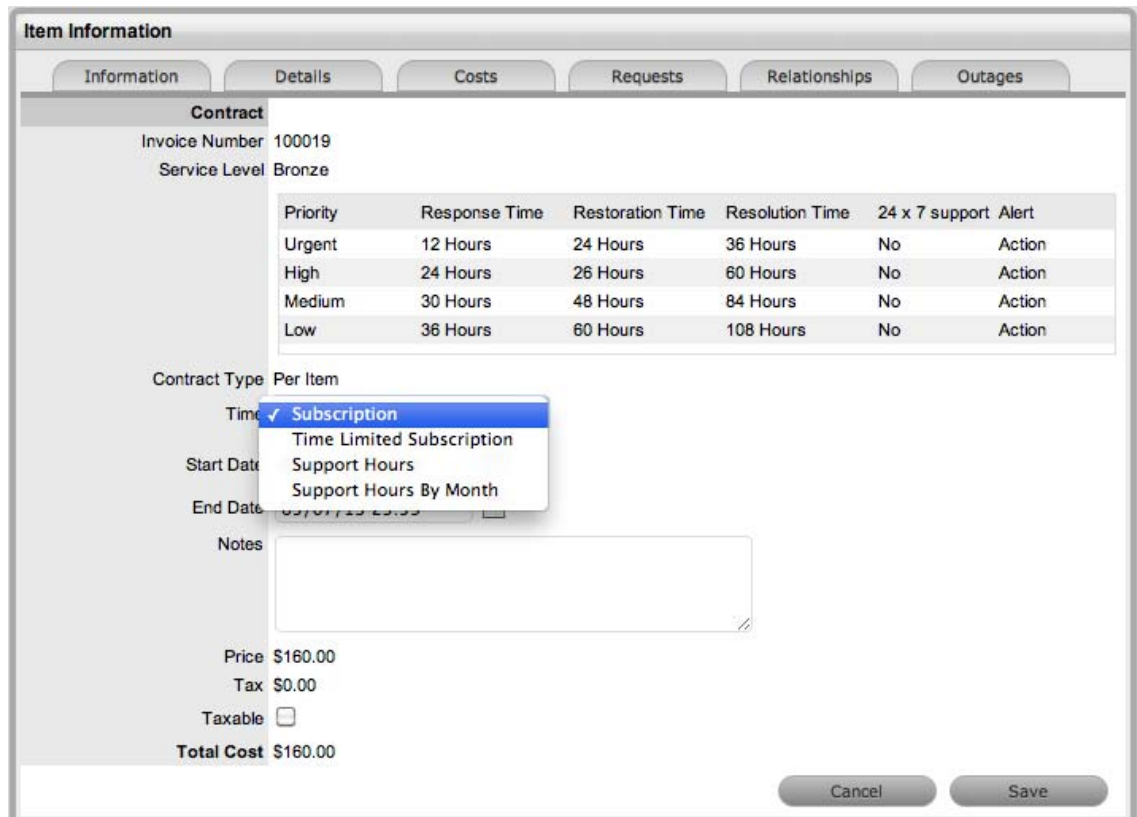 Item Information
Information Details Costs Requests Relationships Outages
Contract
Invoice Number 100019
Service Level Bronze
Priority Response Time Restoration Time Resolution Time 24 x 7 support Alert
Urgent 12 Hours 24 Hours 36 Hours No Action
High 24 Hours 26 Hours 60 Hours No Action
Medium 30 Hours 48 Hours 84 Hours No Action
Low 36 Hours 60 Hours 108 Hours No Action
Contract Type Per Item
Time ✓ Subscription
Time Limited Subscription
Start Date Support Hours
Support Hours By Month
End Date
Notes
Price $160.00
Tax $0.00
Taxable
Total Cost $160.00
Cancel Save